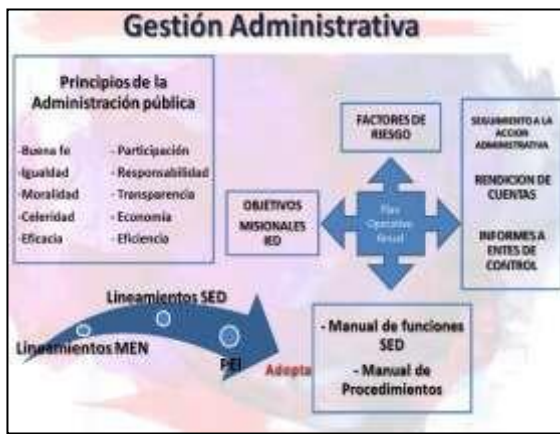 Gestión Administrativa
Principios de la
Administración pública
-Buena fe
-Igualdad
-Moralidad
-Celeridad
-Eficacia
- Participación
- Responsabilidad
- Transparencia
- Economía
- Eficiencia
FACTORES DE
RIESGO
OBJETIVOS
MISIONALES
IED
Plan
Operativo
Anual
SEGUIMIENTO A LA
ACCION
ADMINISTRATIVA
RENDICION DE
CUENTAS
INFORMES A
ENTES DE
CONTROL
Lineamientos SED
Lineamientos MEN
PEI
Adopta
- Manual de funciones
SED
- Manual de
Procedimientos